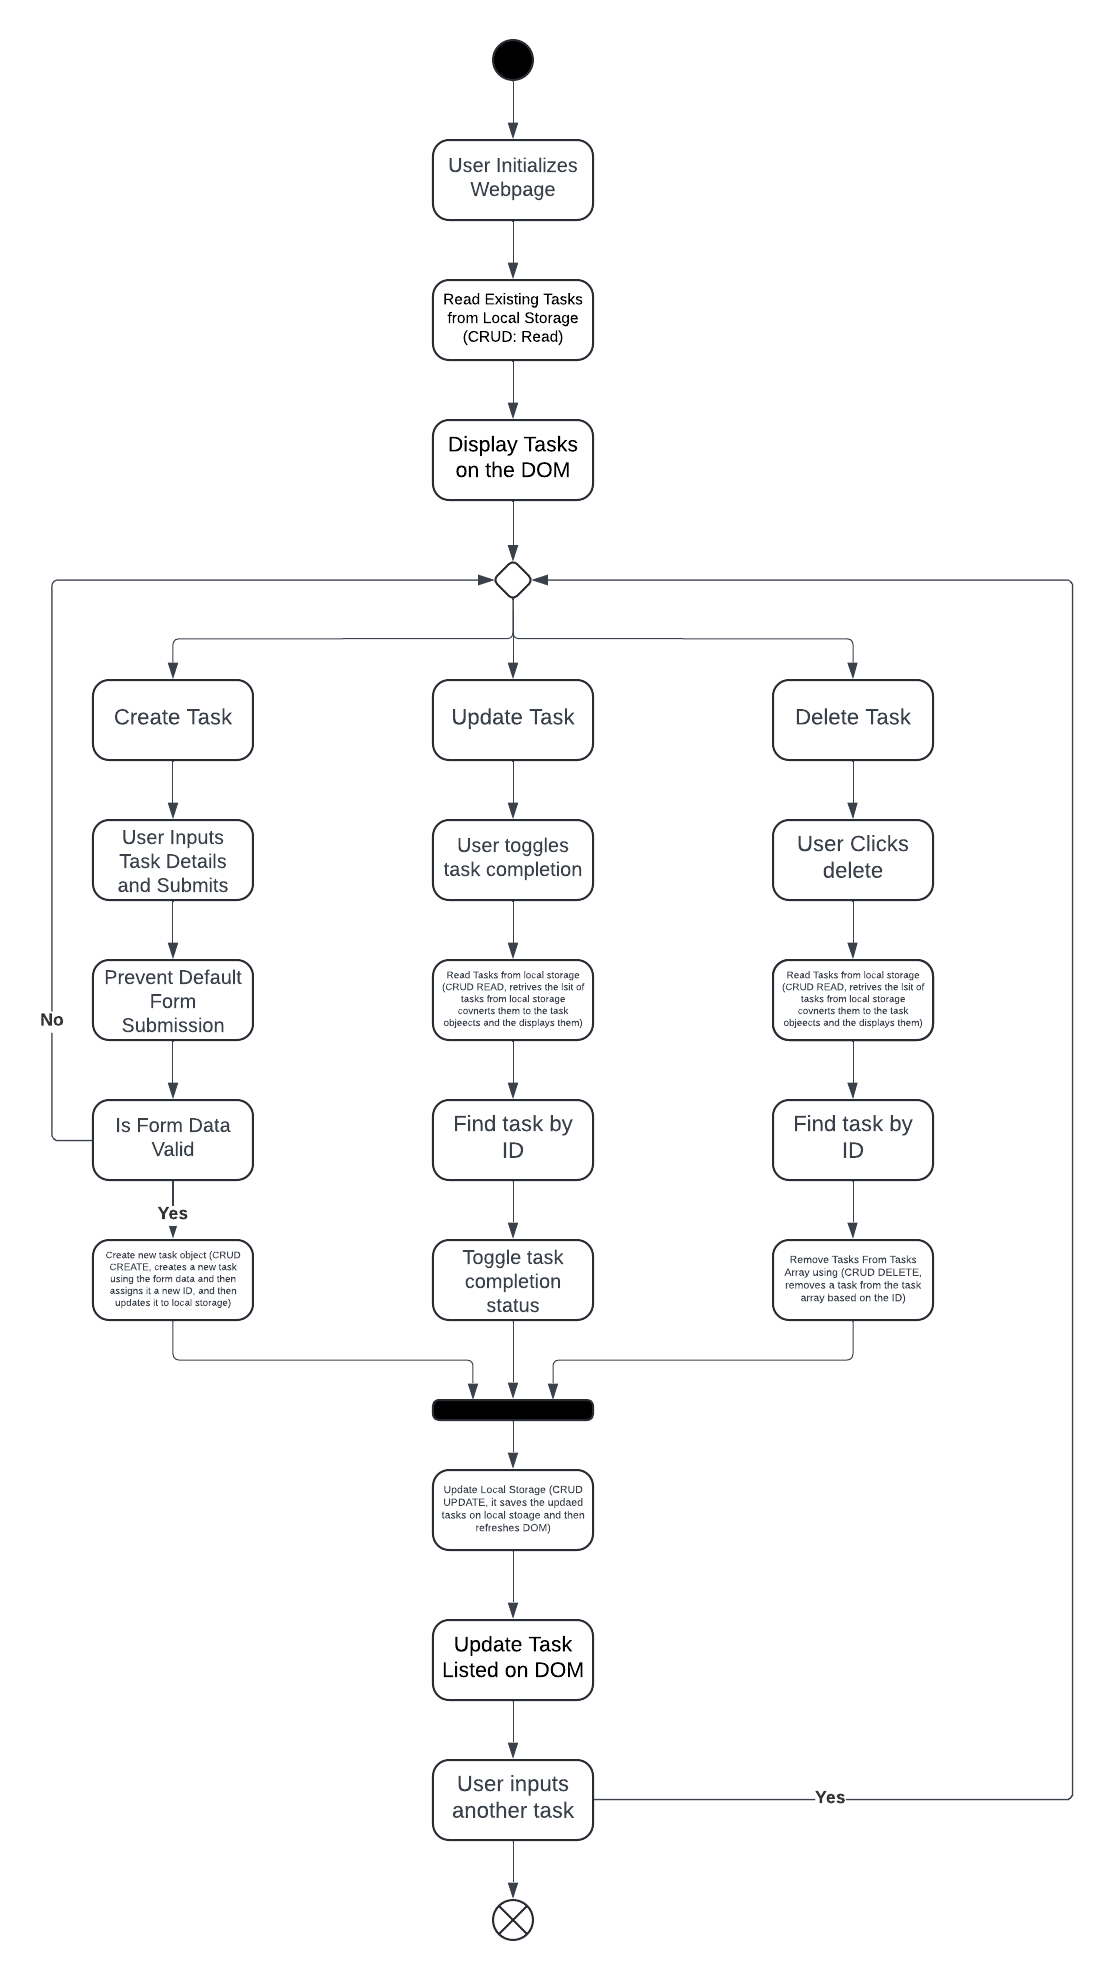 User Initializes
Webpage
Read Existing Tasks
from Local Storage
(CRUD: Read)
Display Tasks
on the DOM
Create Task
Update Task
Delete Task
User Inputs
Task Details
and Submits
User toggles
task completion
User Clicks
delete
Prevent Default
Form
Submission
Read Tasks from local storage
(CRUD READ, retrives the lsit of
tasks from local storage
covnerts them to the task
objeects and the displays them)
Read Tasks from local storage
(CRUD READ, retrives the lsit of
tasks from local storage
covnerts them to the task
objeects and the displays them)
No
Is Form Data
Valid
Find task by
ID
Find task by
ID
Yes
Create new task object (CRUD
CREATE, creates a new task
using the form data and then
assigns it a new ID, and then
updates it to local storage)
Toggle task
completion
status
Remove Tasks From Tasks
Array using (CRUD DELETE,
removes a task from the task
array based on the ID)
Update Local Storage (CRUD
UPDATE, it saves the updaed
tasks on local stoage and then
refreshes DOM)
Update Task
Listed on DOM
User inputs
another task
Yes